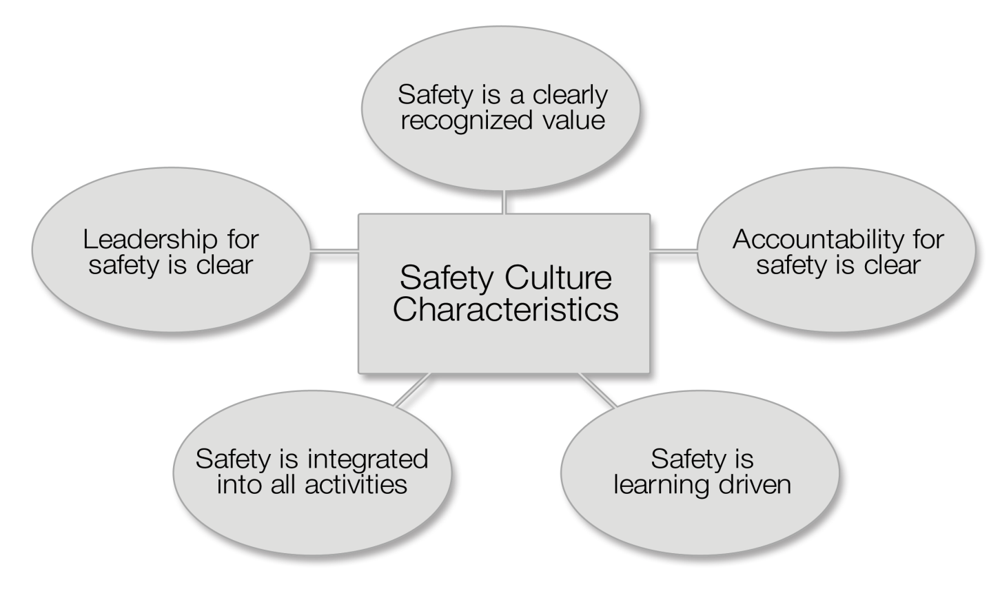 Safety is a clearly
recognized value
Leadership for
safety is clear
Accountability for
safety is clear
Safety Culture
Characteristics
Safety is integrated
into all activities
Safety is
learning driven